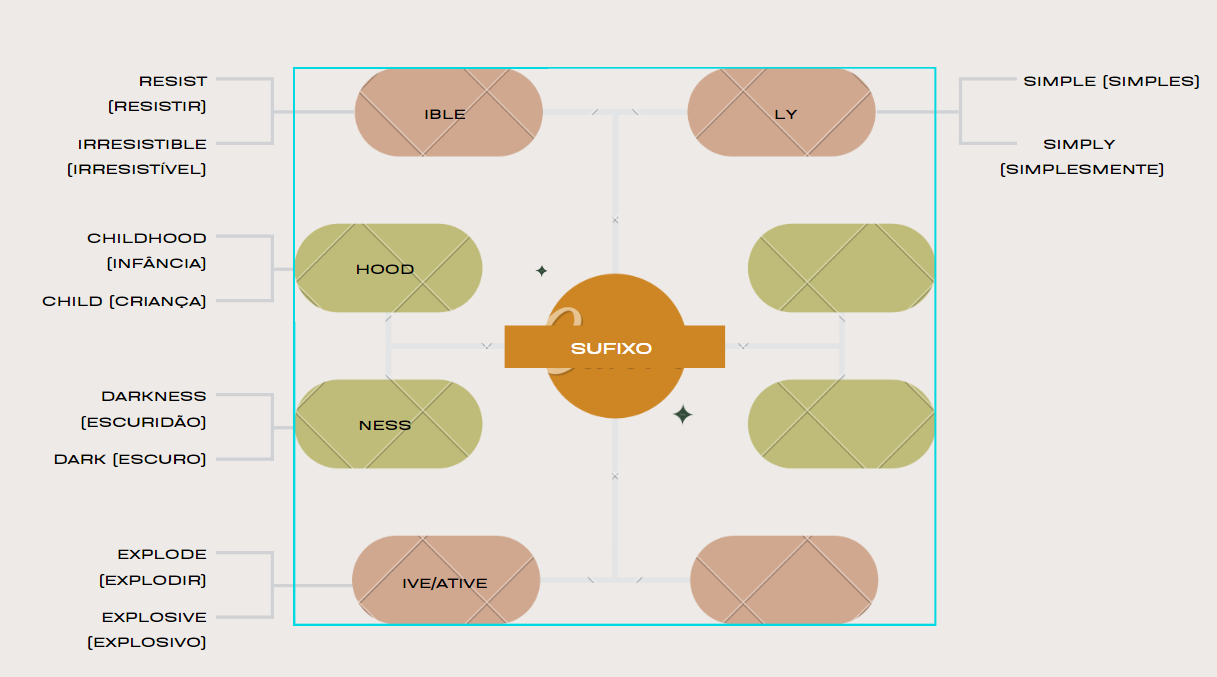 RESIST
(RESISTIR)
IRRESISTIBLE
(IRRESISTÍVEL)
IBLE
LY
SIMPLE (SIMPLES)
SIMPLY
(SIMPLESMENTE)
CHILDHOOD
(INFÂNCIA)
CHILD (CRIANÇA)
HOOD
SUFIXO
DARKNESS
(ESCURIDÃO)
DARK (ESCURO)
NESS
EXPLODE
(EXPLODIR)
EXPLOSIVE
(EXPLOSIVO)
IVE/ATIVE